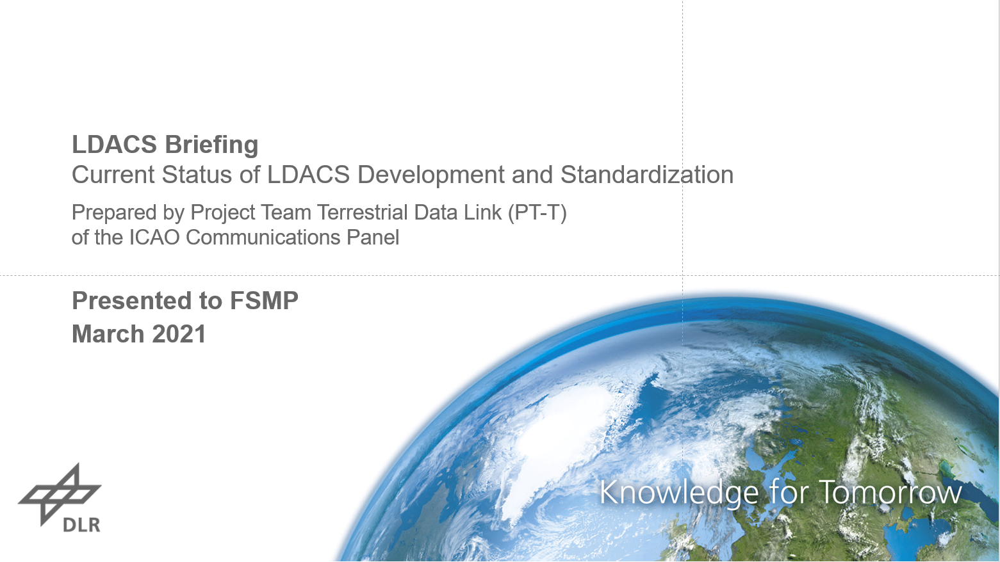 LDACS Briefing
Current Status of LDACS Development and Standardization
Prepared by Project Team Terrestrial Data Link (PT-T)
of the ICAO Communications Panel
Presented to FSMP
March 2021
Knowledge for Tomorrow
DLR